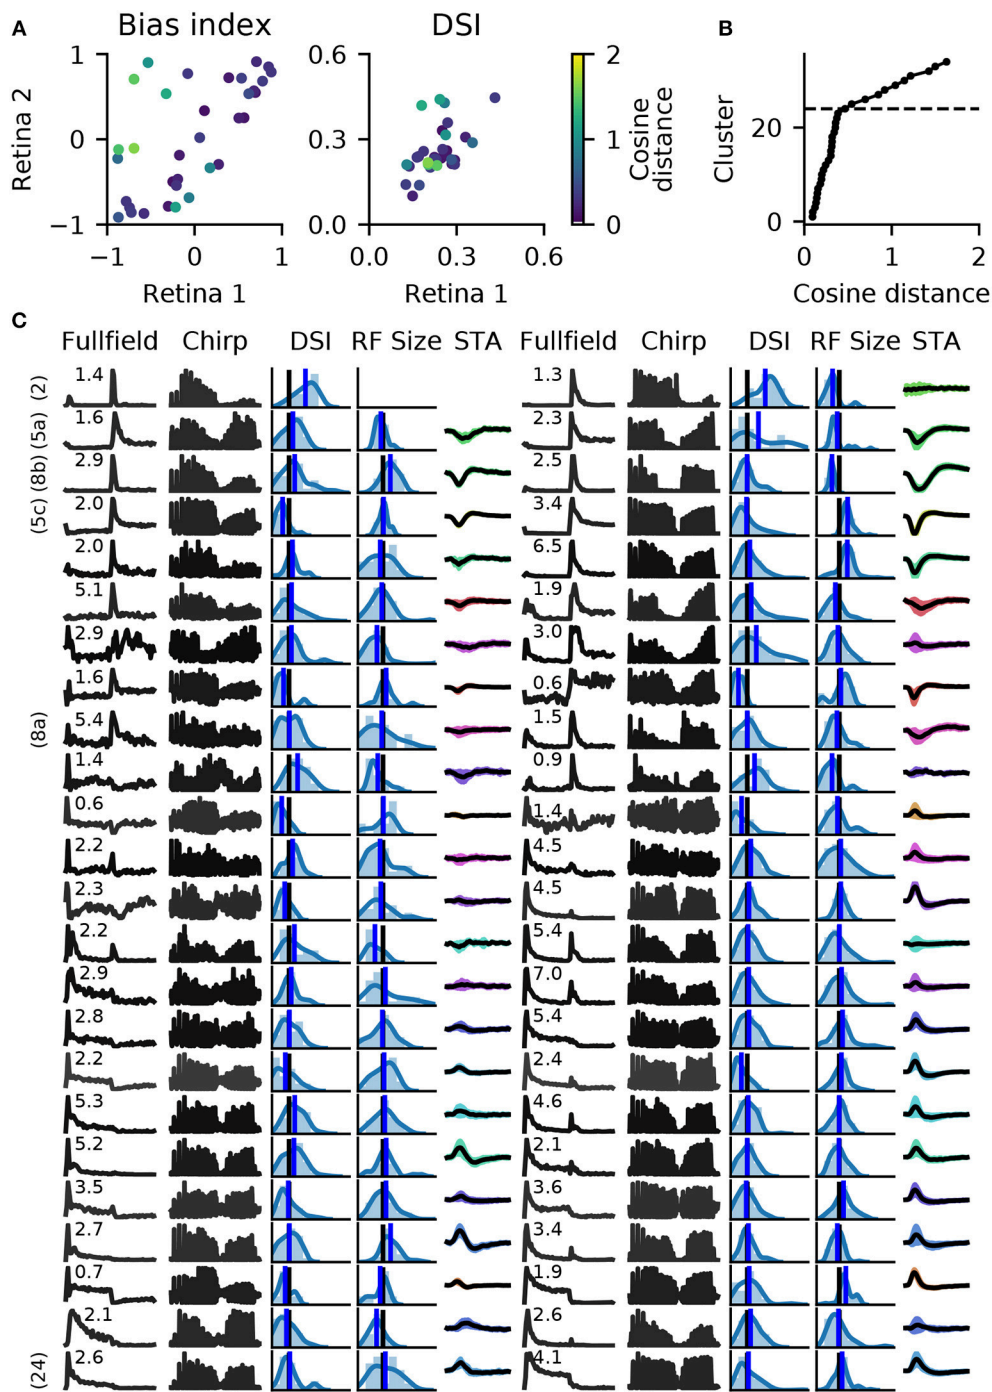 A
Bias index
DSI
B
1
0
−1
Retina 2
−1
0
1
Retina 1
0.6
0.3
0.0
0.0
0.3
0.6
Retina 1
2
1
0
Cosine
distance
20
0
Cluster
0
1
2
Cosine distance
C
Fullfield Chirp DSI RF Size STA Fullfield Chirp DSI RF Size STA
(2) 1.4 1.3
(5a) 1.6 2.3
(8b) 2.9 2.5
(5c) 2.0 3.4
2.0 6.5
5.1 1.9
2.9 3.0
1.6 0.6
(8a) 5.4 1.5
1.4 0.9
0.6 1.4
2.2 4.5
2.3 4.5
2.2 5.4
2.9 7.0
2.8 5.4
2.2 2.4
5.3 4.6
5.2 2.1
3.5 3.6
2.7 3.4
0.7 1.9
2.1 2.6
(24) 2.6 4.1